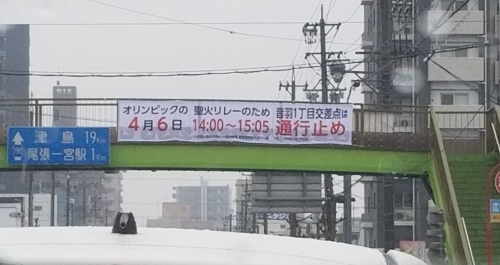 オリンピックの 聖火リレーのため 音羽1丁目交差点は
4月6日 14:00～15:05 通行止め
津島 19km
尾張一宮駅 1km